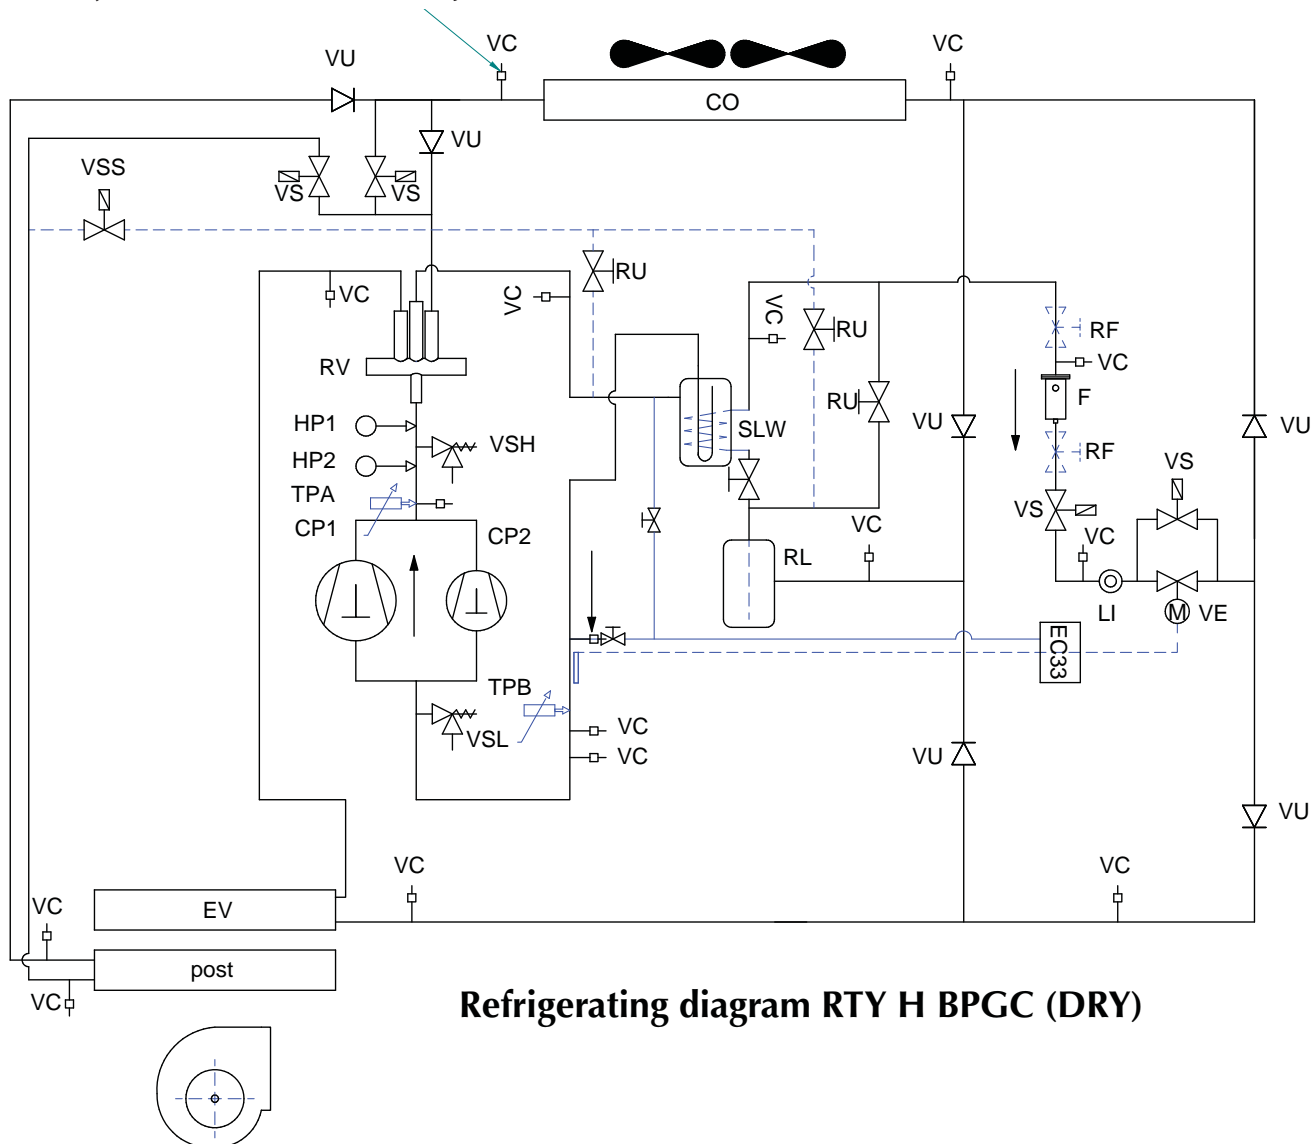 VC
VC
VU
CO
VU
VSS
VS
VS
RU
VC
VC
VC
RU
RF
RV
VC
F
RU
HP1
SLW
VU
VU
VSH
HP2
RF
VS
TPA
VS
CP1
CP2
VC
VC
RL
LI
M
VE
EC33
TPB
VSL
VC
VC
VU
VU
VC
VC
EV
VC
post
VC
Refrigerating diagram RTY H BPGC (DRY)